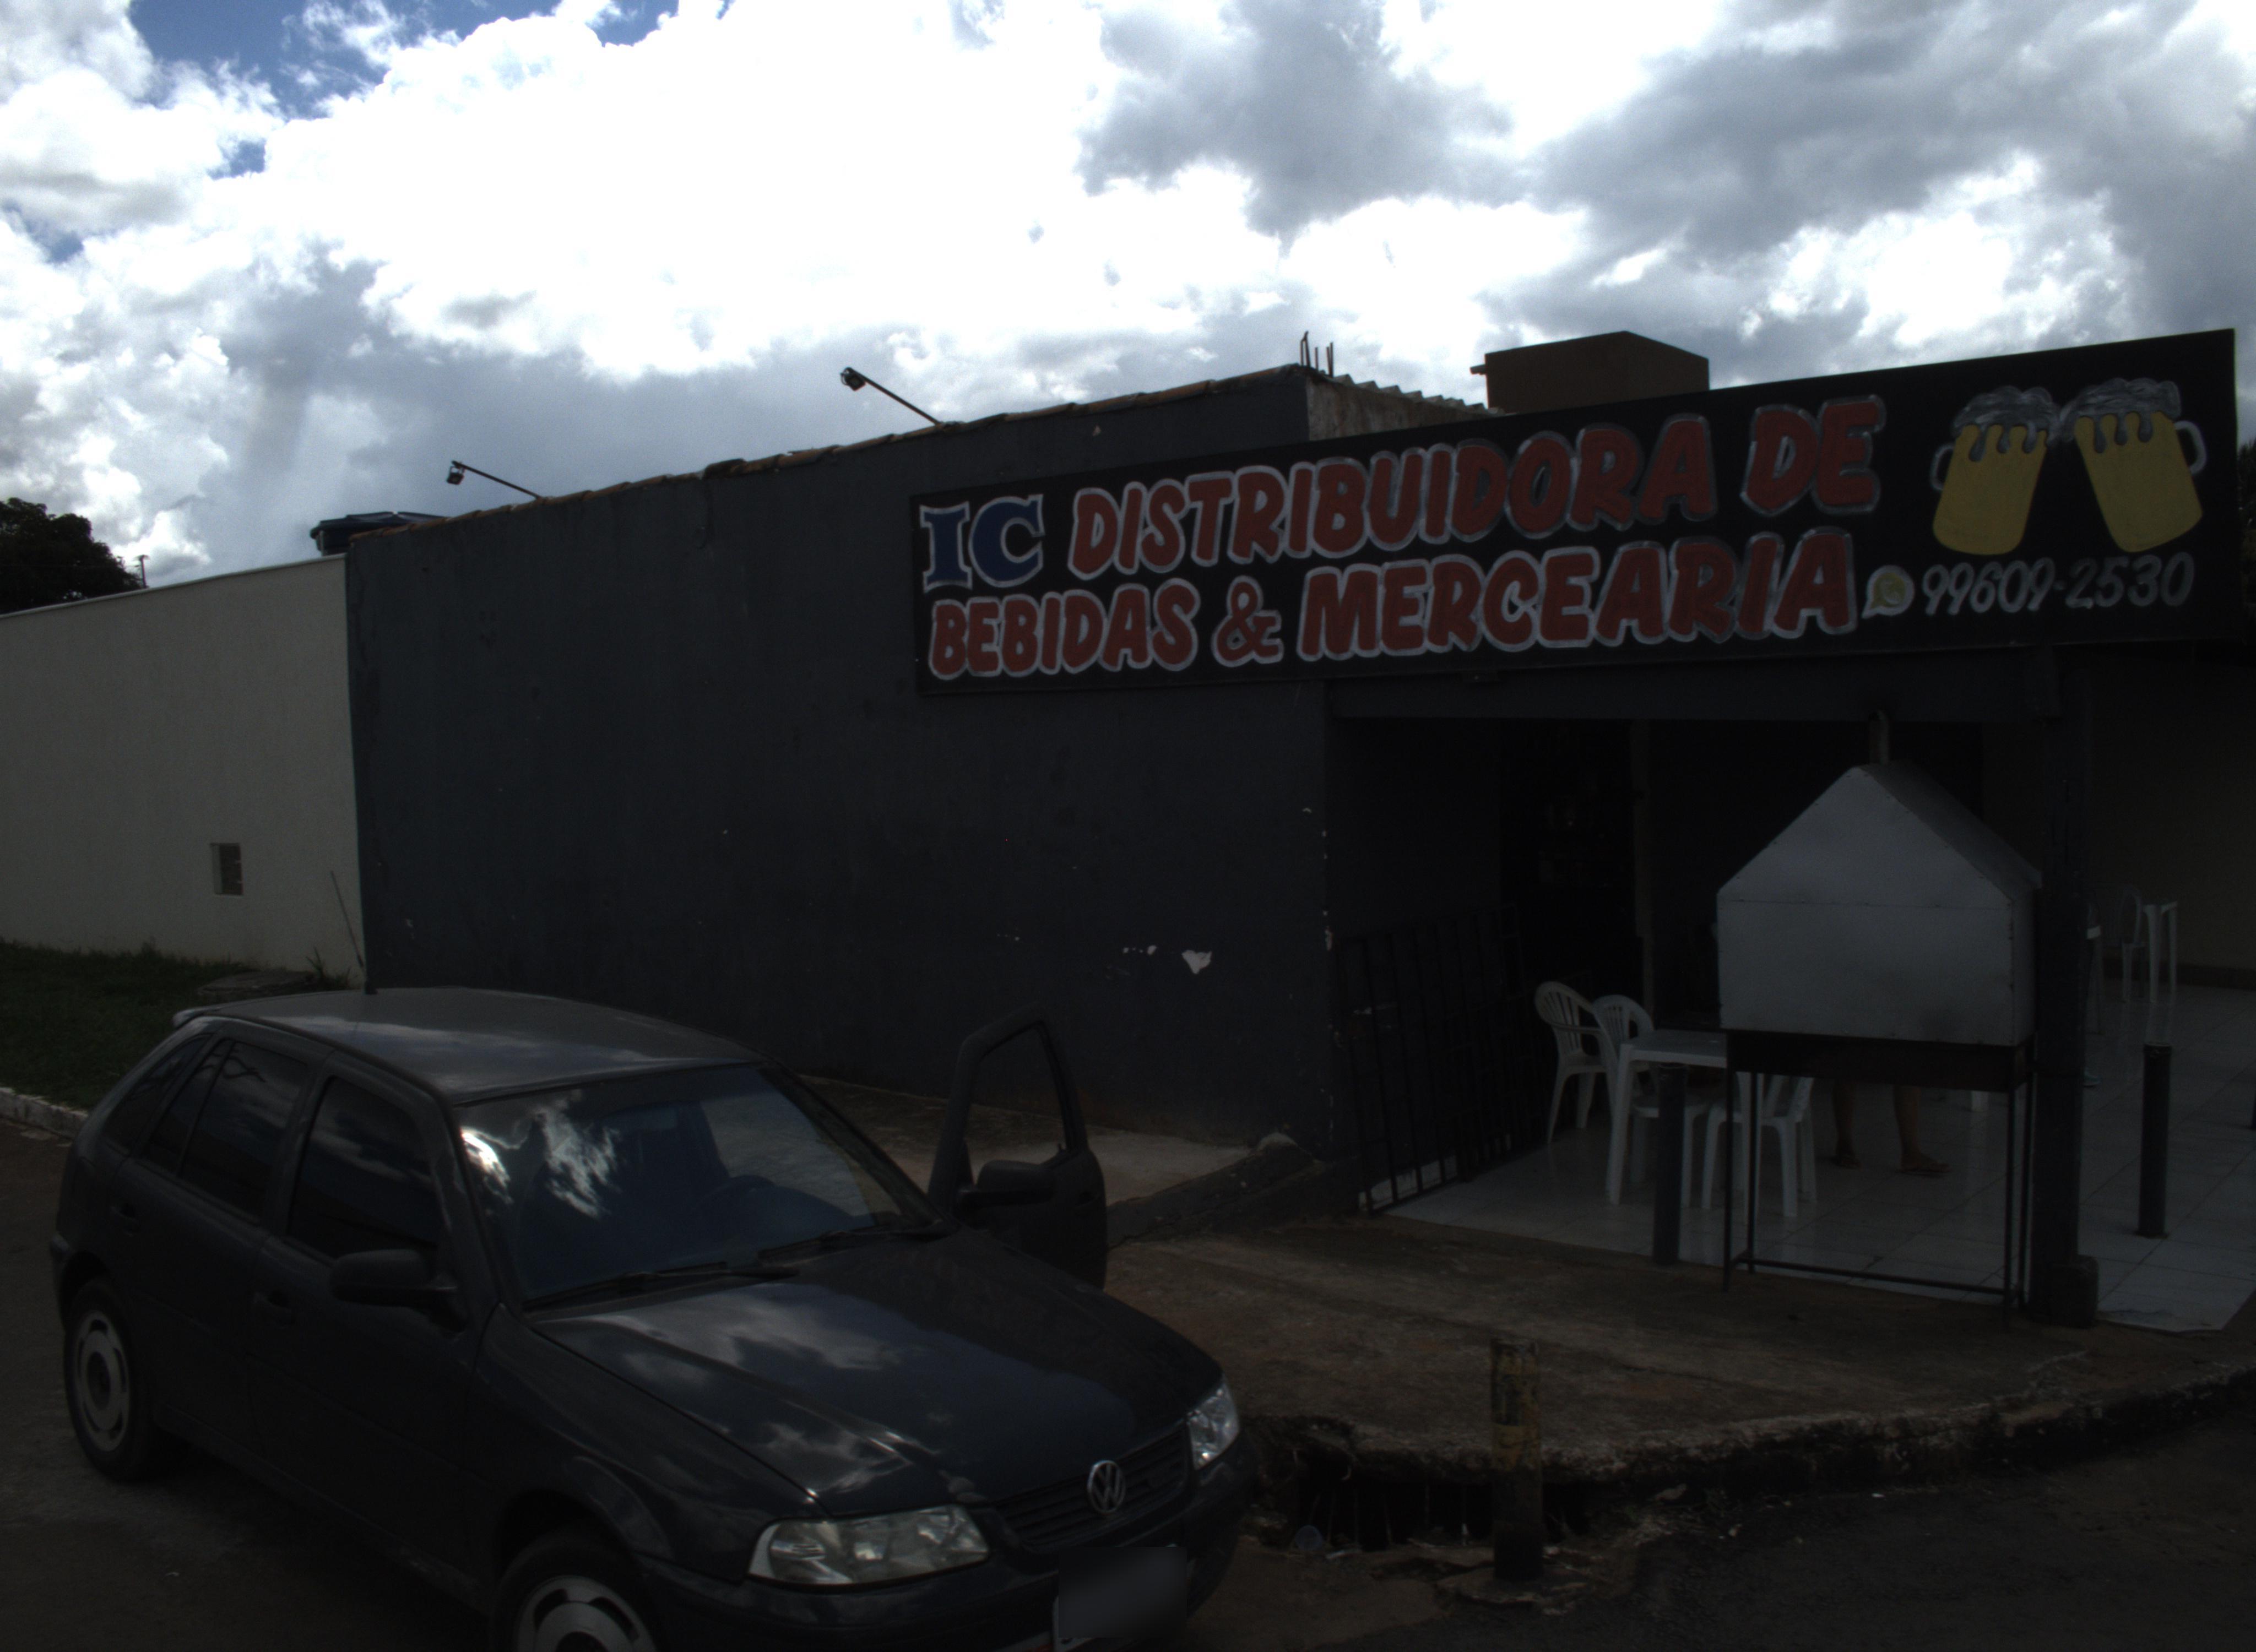 IC DISTRIBUIDORA DE
BEBIDAS & MERCEARIA 99609-2530